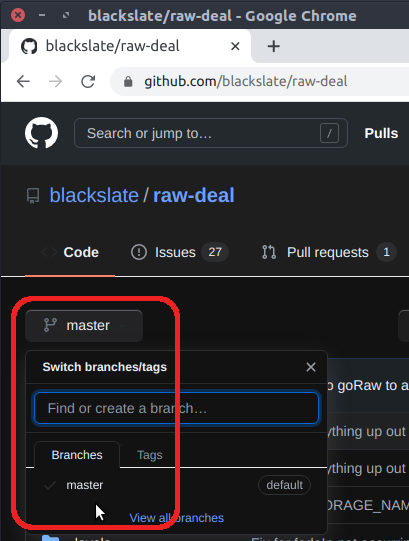 blackslate/raw-deal - Google Chrome
blackslate/raw-deal
github.com/blackslate/raw-deal
Search or jump to… /
Pulls
blackslate / raw-deal
Code Issues 27 Pull requests 1
master
Switch branches/tags
goRaw to a
Find or create a branch…
ything up out
Branches Tags
ything up out
master default
ORAGE_NAM
View all branches